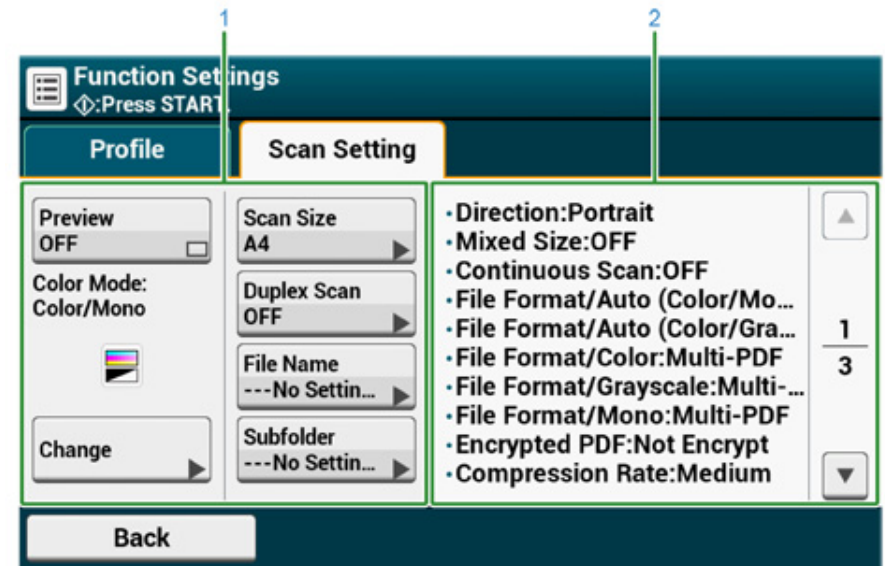 1
2
Function Settings
:Press START.
Profile
Scan Setting
Preview
OFF
Color Mode:
Color/Mono
Change
Scan Size
A4
Duplex Scan
OFF
File Name
---No Settin...
Subfolder
---No Settin...
・Direction:Portrait
・Mixed Size:OFF
・Continuous Scan:OFF
・File Format/Auto (Color/Mo...
・File Format/Auto (Color/Gra...
・File Format/Color:Multi-PDF
・File Format/Grayscale:Multi-...
・File Format/Mono:Multi-PDF
・Encrypted PDF:Not Encrypt
・Compression Rate:Medium
1
3
Back